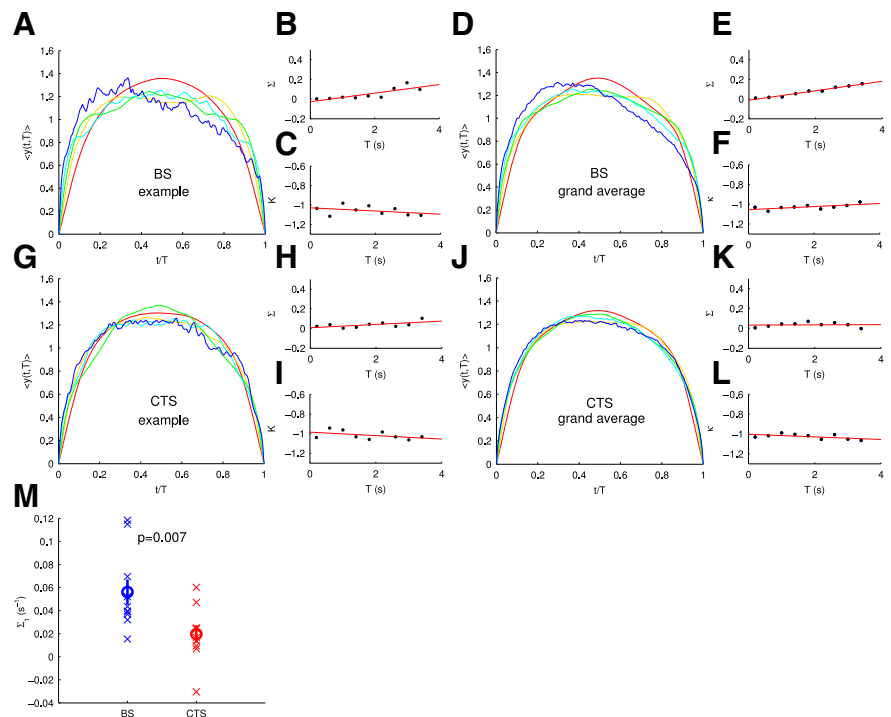 A
<y(t,T)>
1.6
1.4
1.2
1
0.8
0.6
0.4
0.2
0
BS
example
0 0.2 0.4 0.6 0.8 1
t/T
B
Σ
0.4
0.2
0
−0.2
0 2 4
T (s)
C
K
−0.6
−0.8
−1
−1.2
0 2 4
T (s)
D
<y(t,T)>
1.6
1.4
1.2
1
0.8
0.6
0.4
0.2
0
BS
grand average
0 0.2 0.4 0.6 0.8 1
t/T
E
Σ
0.4
0.2
0
−0.2
0 2 4
T (s)
F
κ
−0.6
−0.8
−1
−1.2
0 2 4
T (s)
G
<y(t,T)>
1.6
1.4
1.2
1
0.8
0.6
0.4
0.2
0
CTS
example
0 0.2 0.4 0.6 0.8 1
t/T
H
Σ
0.4
0.2
0
−0.2
0 2 4
T (s)
I
K
−0.6
−0.8
−1
−1.2
0 2 4
T (s)
J
<y(t,T)>
1.6
1.4
1.2
1
0.8
0.6
0.4
0.2
0
CTS
grand average
0 0.2 0.4 0.6 0.8 1
t/T
K
Σ
0.4
0.2
0
−0.2
0 2 4
T (s)
L
κ
−0.6
−0.8
−1
−1.2
0 2 4
T (s)
M
Σ₁ (s⁻¹)
0.12
0.1
0.08
0.06
0.04
0.02
0
−0.02
−0.04
p=0.007
BS CTS